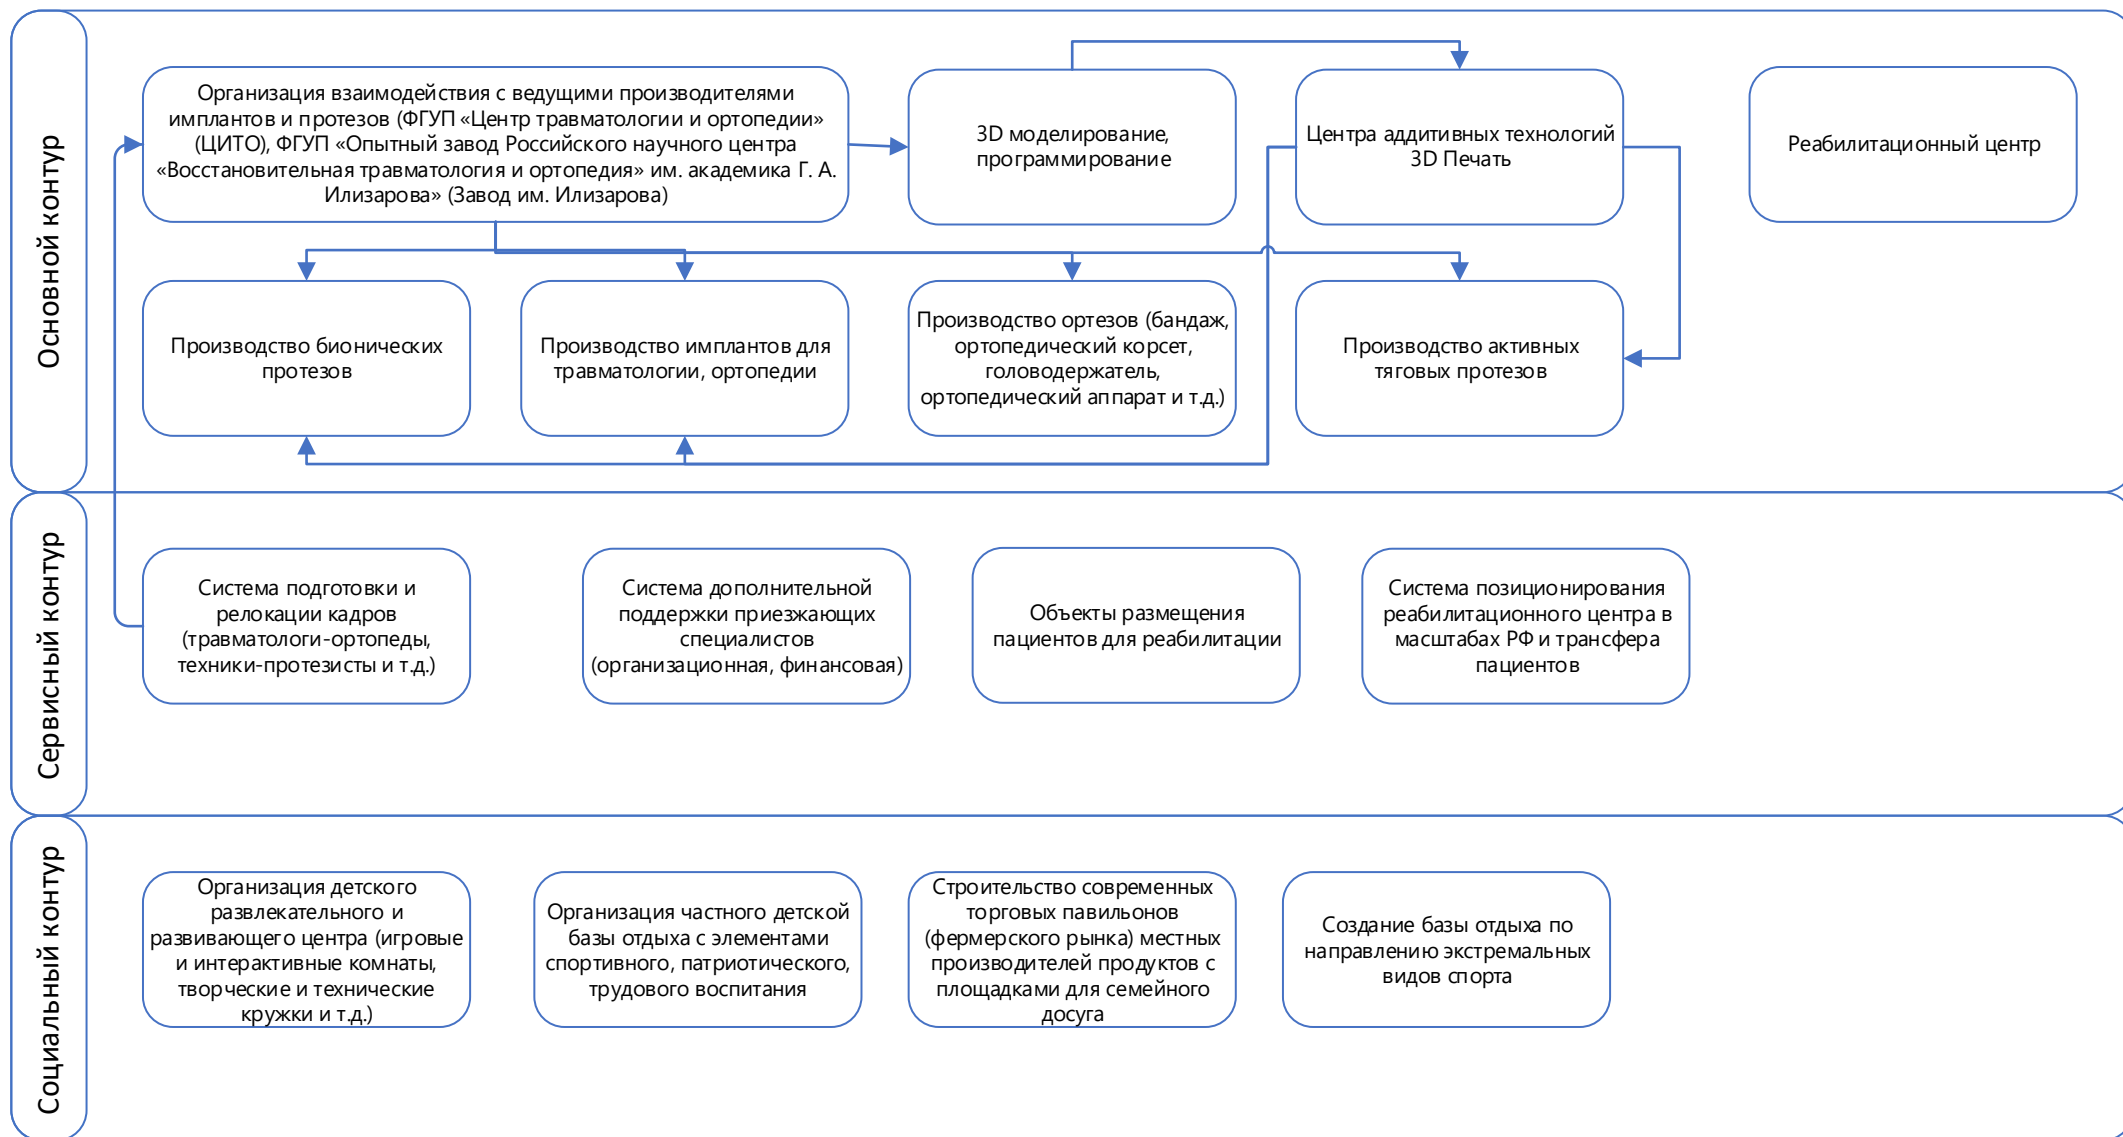 Основной контур
Организация взаимодействия с ведущими производителями
имплантов и протезов (ФГУП «Центр травматологии и ортопедии»
(ЦИТО), ФГУП «Опытный завод Российского научного центра
«Восстановительная травматология и ортопедия» им. академика Г. А.
Илизарова» (Завод им. Илизарова)
3D моделирование,
программирование
Центра аддитивных технологий
3D Печать
Реабилитационный центр
Производство бионических
протезов
Производство имплантов для
травматологии, ортопедии
Производство ортезов (бандаж,
ортопедический корсет,
головодержатель,
ортопедический аппарат и т.д.)
Производство активных
тяговых протезов
Сервисный контур
Система подготовки и
релокации кадров
(травматологи-ортопеды,
техники-протезисты и т.д.)
Система дополнительной
поддержки приезжающих
специалистов
(организационная, финансовая)
Объекты размещения
пациентов для реабилитации
Система позиционирования
реабилитационного центра в
масштабах РФ и трансфера
пациентов
Социальный контур
Организация детского
развлекательного и
развивающего центра (игровые
и интерактивные комнаты,
творческие и технические
кружки и т.д.)
Организация частного детской
базы отдыха с элементами
спортивного, патриотического,
трудового воспитания
Строительство современных
торговых павильонов
(фермерского рынка) местных
производителей продуктов с
площадками для семейного
досуга
Создание базы отдыха по
направлению экстремальных
видов спорта